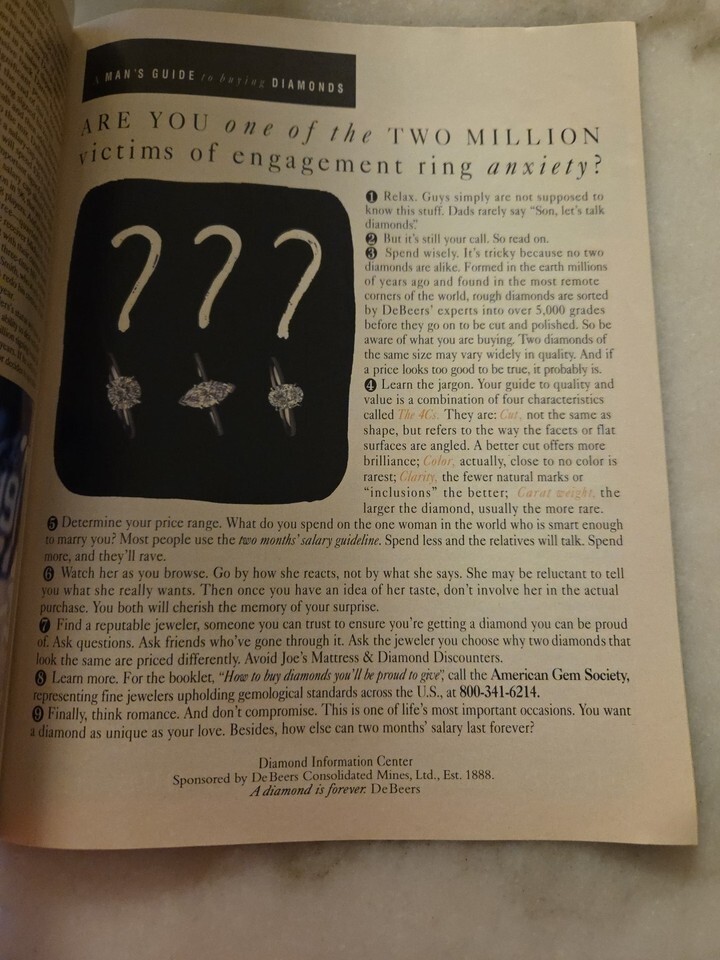 A MAN'S GUIDE to buying DIAMONDS
ARE YOU one of the TWO MILLION
victims of engagement ring anxiety?
❶ Relax. Guys simply are not supposed to
know this stuff. Dads rarely say "Son, let's talk
diamonds".
❷ But it's still your call. So read on.
❸ Spend wisely. It's tricky because no two
diamonds are alike. Formed in the earth millions
of years ago and found in the most remote
corners of the world, rough diamonds are sorted
by DeBeers' experts into over 5,000 grades
before they go on to be cut and polished. So be
aware of what you are buying. Two diamonds of
the same size may vary widely in quality. And if
a price looks too good to be true, it probably is.
❹ Learn the jargon. Your guide to quality and
value is a combination of four characteristics
called The 4Cs. They are: Cut, not the same as
shape, but refers to the way the facets or flat
surfaces are angled. A better cut offers more
brilliance; Color, actually, close to no color is
rarest; Clarity, the fewer natural marks or
"inclusions" the better; Carat weight, the
larger the diamond, usually the more rare.
❺ Determine your price range. What do you spend on the one woman in the world who is smart enough
to marry you? Most people use the two months' salary guideline. Spend less and the relatives will talk. Spend
more, and they'll rave.
❻ Watch her as you browse. Go by how she reacts, not by what she says. She may be reluctant to tell
you what she really wants. Then once you have an idea of her taste, don't involve her in the actual
purchase. You both will cherish the memory of your surprise.
❼ Find a reputable jeweler, someone you can trust to ensure you're getting a diamond you can be proud
of. Ask questions. Ask friends who've gone through it. Ask the jeweler you choose why two diamonds that
look the same are priced differently. Avoid Joe's Mattress & Diamond Discounters.
❽ Learn more. For the booklet, "How to buy diamonds you'll be proud to give", call the American Gem Society,
representing fine jewelers upholding gemological standards across the U.S., at 800-341-6214.
❾ Finally, think romance. And don't compromise. This is one of life's most important occasions. You want
a diamond as unique as your love. Besides, how else can two months' salary last forever?
Diamond Information Center
Sponsored by De Beers Consolidated Mines, Ltd., Est. 1888.
A diamond is forever. De Beers